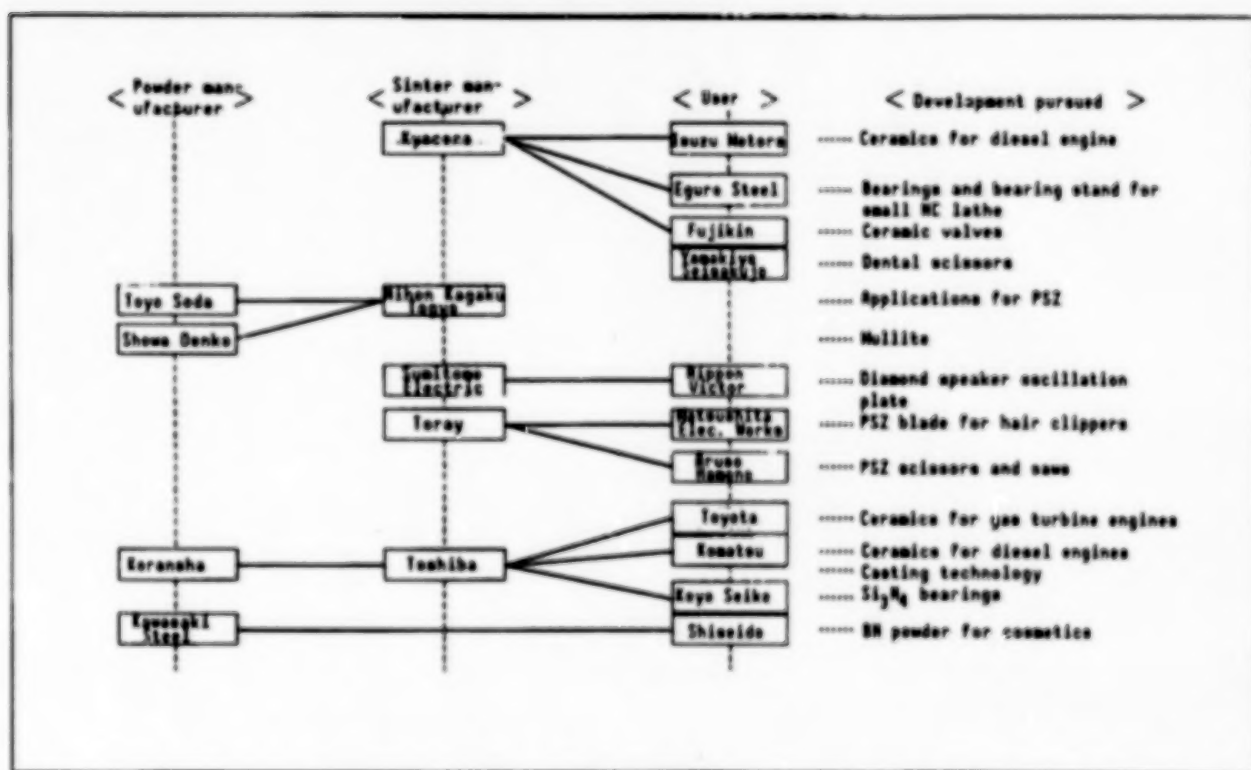 < Powder man-ufacturer > < Sinter man-ufacturer > < User > < Development pursued >
Kyocera Isuzu Motors ----- Ceramics for diesel engine
Eguro Steel ----- Bearings and bearing stand for
small NC lathe
Fujikin ----- Ceramic valves
----- Dental scissors
Toyo Soda Nihon Kagaku ----- Applications for PSZ
Showa Denko ----- Mullite
Sumitomo Electric Nippon Victor ----- Diamond speaker oscillation
plate
Toray Matsushita Elec. Works ----- PSZ blade for hair clippers
----- PSZ scissors and saws
Toyota ----- Ceramics for gas turbine engines
Koransha Toshiba Komatsu ----- Ceramics for diesel engines
----- Casting technology
Koyo Seiko ----- Si₃N₄ bearings
Kawasaki Steel Shiseido ----- BN powder for cosmetics